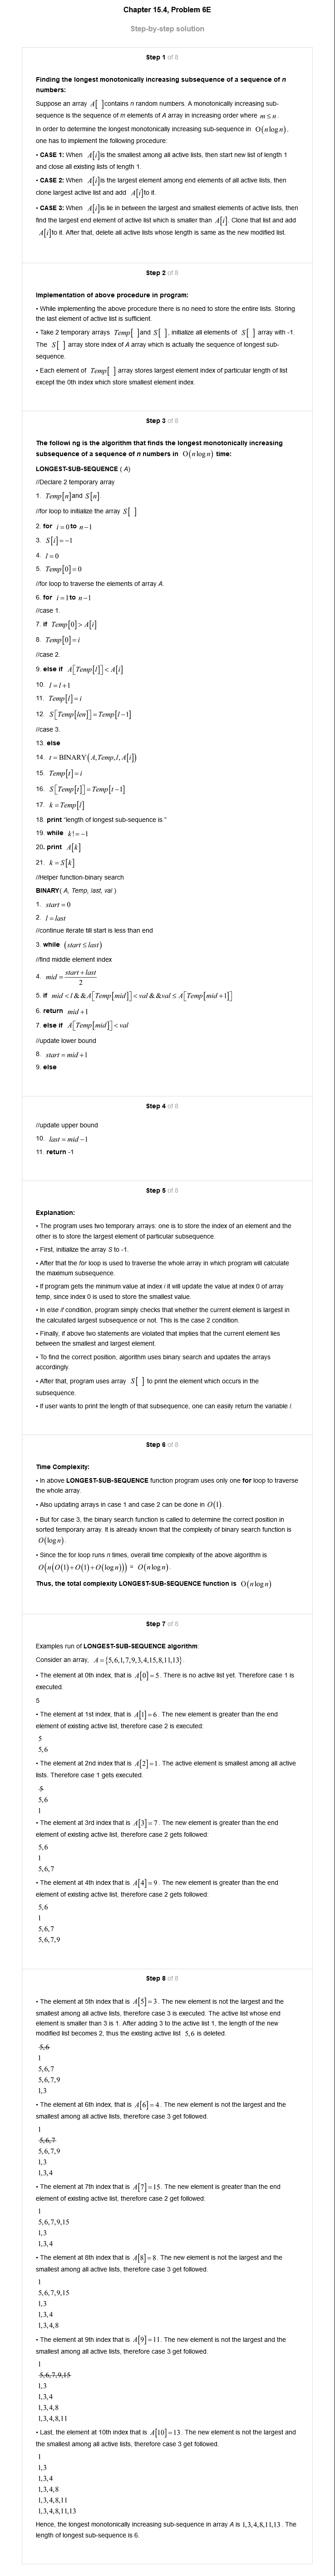 Chapter 15.4, Problem 6E
Step-by-step solution
Step 1 of 8
Finding the longest monotonically increasing subsequence of a sequence of n
numbers:
Suppose an array A[ ] contains n random numbers. A monotonically increasing sub-
sequence is the sequence of m elements of A array in increasing order where m ≤ n.
In order to determine the longest monotonically increasing sub-sequence in O(n log n),
one has to implement the following procedure:
• CASE 1: When A[i] is the smallest among all active lists, then start new list of length 1
and close all existing lists of length 1.
• CASE 2: When A[i] is the largest element among end elements of all active lists, then
clone largest active list and add A[i] to it.
• CASE 3: When A[i] is lie in between the largest and smallest elements of active lists, then
find the largest end element of active list which is smaller than A[i]. Clone that list and add
A[i] to it. After that, delete all active lists whose length is same as the new modified list.
Step 2 of 8
Implementation of above procedure in program:
• While implementing the above procedure there is no need to store the entire lists. Storing
the last element of active list is sufficient.
• Take 2 temporary arrays Temp[ ] and S[ ], initialize all elements of S[ ] array with -1.
The S[ ] array store index of A array which is actually the sequence of longest sub-
sequence.
• Each element of Temp[ ] array stores largest element index of particular length of list
except the 0th index which store smallest element index.
Step 3 of 8
The followi ng is the algorithm that finds the longest monotonically increasing
subsequence of a sequence of n numbers in O(n log n) time:
LONGEST-SUB-SEQUENCE ( A)
//Declare 2 temporary array
1. Temp[n] and S[n].
//for loop to initialize the array S[ ]
2. for i = 0 to n−1
3. S[i] = −1
4. l = 0
5. Temp[0] = 0
//for loop to traverse the elements of array A.
6. for i = 1 to n−1
//case 1.
7. if Temp[0] > A[i]
8. Temp[0] = i
//case 2.
9. else if A[Temp[l]] < A[i]
10. l = l+1
11. Temp[l] = i
12. S[Temp[len]] = Temp[l−1]
//case 3.
13. else
14. t = BINARY(A,Temp,l, A[i])
15. Temp[t] = i
16. S[Temp[t]] = Temp[t−1]
17. k = Temp[l]
18. print "length of longest sub-sequence is."
19. while k! = −1
20. print A[k]
21. k = S[k]
//Helper function-binary search
BINARY( A, Temp, last, val )
1. start = 0
2. l = last
//continue iterate till start is less than end
3. while (start ≤ last)
//find middle element index
4. mid = (start + last)/2
5. if mid < l & & A[Temp[mid]] < val & & val ≤ A[Temp[mid+1]]
6. return mid +1
7. else if A[Temp[mid]] < val
//update lower bound
8. start = mid +1
9. else
Step 4 of 8
//update upper bound
10. last = mid −1
11. return -1
Step 5 of 8
Explanation:
• The program uses two temporary arrays: one is to store the index of an element and the
other is to store the largest element of particular subsequence.
• First, initialize the array S to -1.
• After that the for loop is used to traverse the whole array in which program will calculate
the maximum subsequence.
• If program gets the minimum value at index i it will update the value at index 0 of array
temp, since index 0 is used to store the smallest value.
• In else if condition, program simply checks that whether the current element is largest in
the calculated largest subsequence or not. This is the case 2 condition.
• Finally, if above two statements are violated that implies that the current element lies
between the smallest and largest element.
• To find the correct position, algorithm uses binary search and updates the arrays
accordingly.
• After that, program uses array S[ ] to print the element which occurs in the
subsequence.
• If user wants to print the length of that subsequence, one can easily return the variable l.
Step 6 of 8
Time Complexity:
• In above LONGEST-SUB-SEQUENCE function program uses only one for loop to traverse
the whole array.
• Also updating arrays in case 1 and case 2 can be done in O(1).
• But for case 3, the binary search function is called to determine the correct position in
sorted temporary array. It is already known that the complexity of binary search function is
O(log n).
• Since the for loop runs n times, overall time complexity of the above algorithm is
O(n(O(1)+O(1)+O(log n))) = O(n log n).
Thus, the total complexity LONGEST-SUB-SEQUENCE function is O(n log n)
Step 7 of 8
Examples run of LONGEST-SUB-SEQUENCE algorithm:
Consider an array, A = {5,6,1,7,9,3,4,15,8,11,13}.
• The element at 0th index, that is A[0] = 5. There is no active list yet. Therefore case 1 is
executed.
5
• The element at 1st index, that is A[1] = 6. The new element is greater than the end
element of existing active list, therefore case 2 is executed:
5
5,6
• The element at 2nd index that is A[2] = 1. The active element is smallest among all active
lists. Therefore case 1 gets executed.
5
5,6
1
• The element at 3rd index that is A[3] = 7. The new element is greater than the end
element of existing active list, therefore case 2 gets followed:
5,6
1
5,6,7
• The element at 4th index that is A[4] = 9. The new element is greater than the end
element of existing active list, therefore case 2 gets followed:
5,6
1
5,6,7
5,6,7,9
Step 8 of 8
• The element at 5th index that is A[5] = 3. The new element is not the largest and the
smallest among all active lists, therefore case 3 is executed. The active list whose end
element is smaller than 3 is 1. After adding 3 to the active list 1, the length of the new
modified list becomes 2, thus the existing active list 5,6 is deleted.
5,6
1
5,6,7
5,6,7,9
1,3
• The element at 6th index, that is A[6] = 4. The new element is not the largest and the
smallest among all active lists, therefore case 3 get followed.
1
5,6,7
5,6,7,9
1,3
1,3,4
• The element at 7th index that is A[7] = 15. The new element is greater than the end
element of existing active list, therefore case 2 get followed:
1
5,6,7,9,15
1,3
1,3,4
• The element at 8th index that is A[8] = 8. The new element is not the largest and the
smallest among all active lists, therefore case 3 get followed.
1
5,6,7,9,15
1,3
1,3,4
1,3,4,8
• The element at 9th index that is A[9] = 11. The new element is not the largest and the
smallest among all active lists, therefore case 3 get followed.
1
5,6,7,9,15
1,3
1,3,4
1,3,4,8
1,3,4,8,11
• Last, the element at 10th index that is A[10] = 13. The new element is not the largest and
the smallest among all active lists, therefore case 3 get followed.
1
1,3
1,3,4
1,3,4,8
1,3,4,8,11
1,3,4,8,11,13
Hence, the longest monotonically increasing sub-sequence in array A is 1,3,4,8,11,13. The
length of longest sub-sequence is 6.